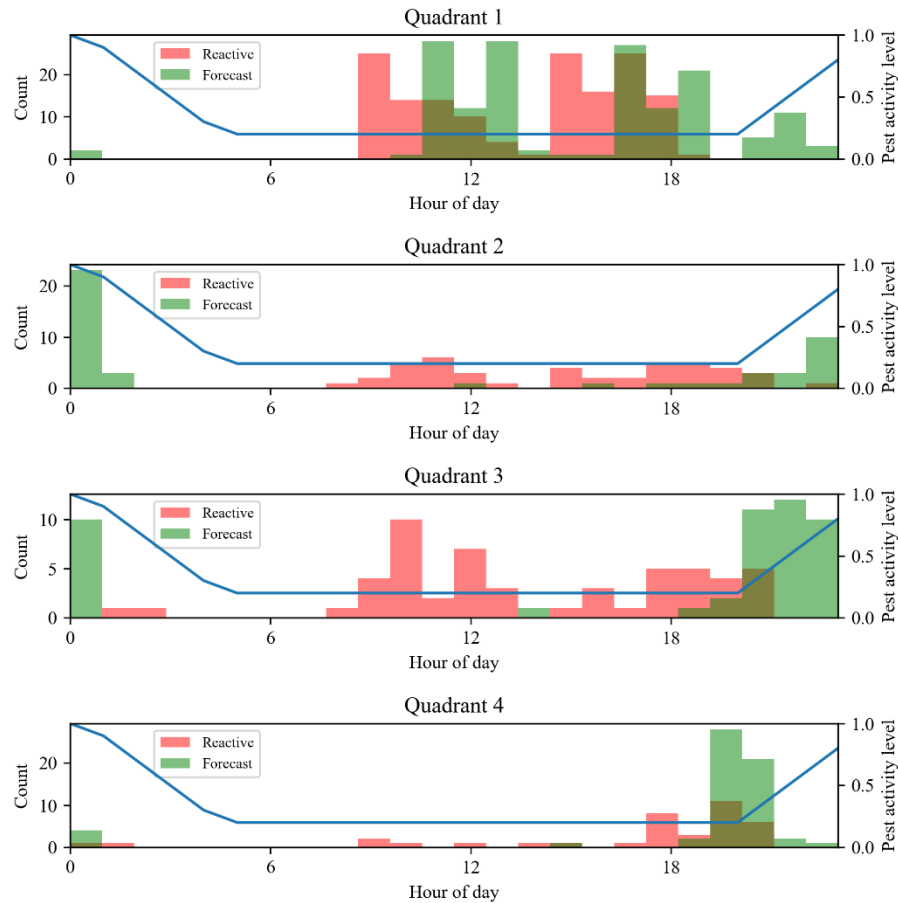 Quadrant 1
Reactive
Forecast
Count
0
10
20
0.0
0.5
1.0
Pest activity level
0 6 12 18
Hour of day
Quadrant 2
Reactive
Forecast
Count
0
10
20
0.0
0.5
1.0
Pest activity level
0 6 12 18
Hour of day
Quadrant 3
Reactive
Forecast
Count
0
5
10
0.0
0.5
1.0
Pest activity level
0 6 12 18
Hour of day
Quadrant 4
Reactive
Forecast
Count
0
10
20
0.0
0.5
1.0
Pest activity level
0 6 12 18
Hour of day